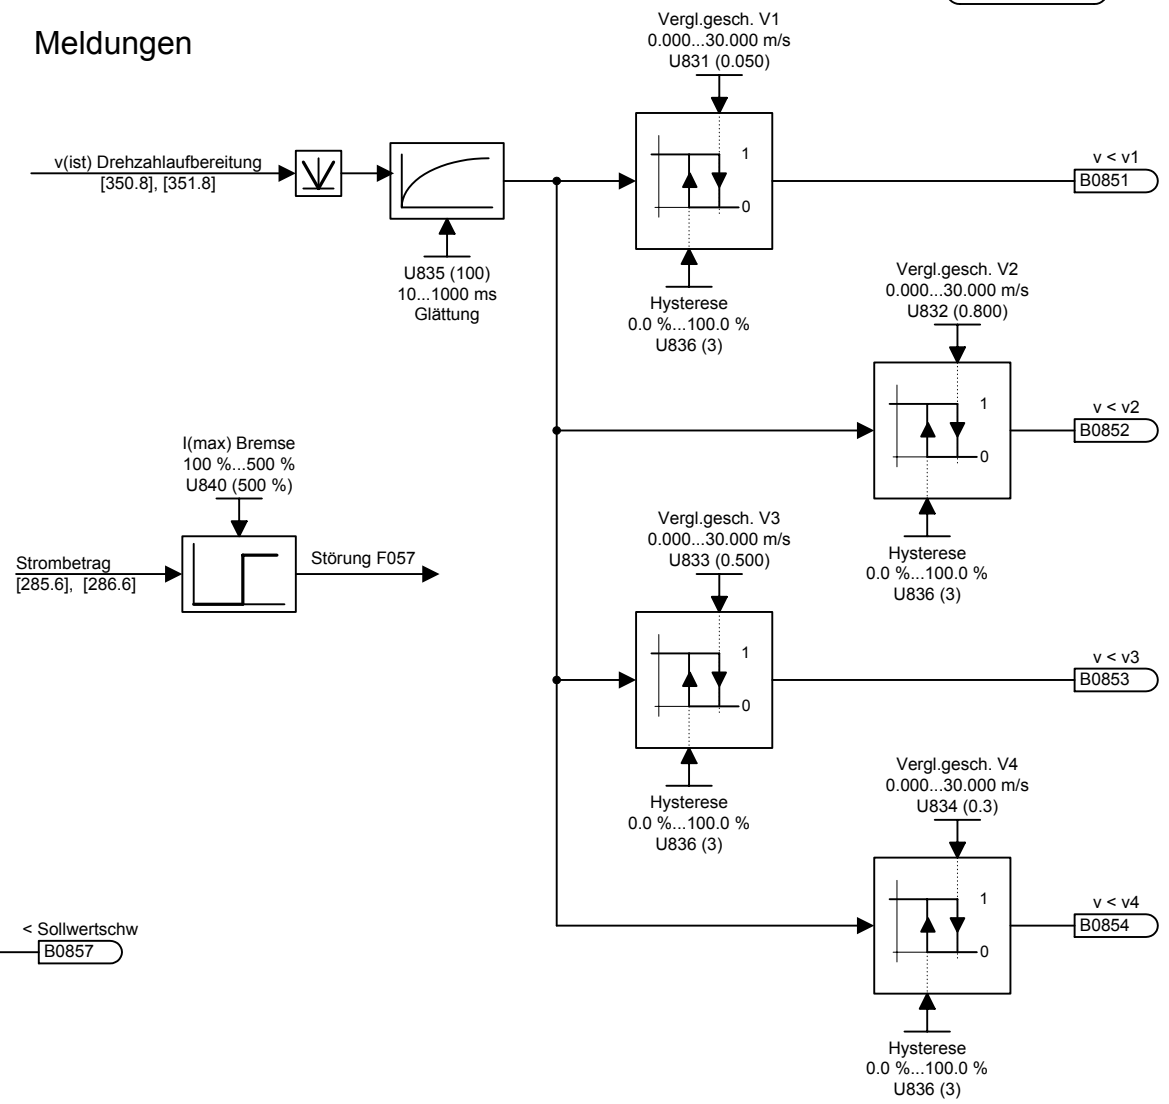 Meldungen
Vergl.gesch. V1
0.000...30.000 m/s
U831 (0.050)
v(ist) Drehzahlaufbereitung
[350.8], [351.8]
1
0
v < v1
B0851
U835 (100)
10...1000 ms
Glättung
Hysterese
0.0 %...100.0 %
U836 (3)
Vergl.gesch. V2
0.000...30.000 m/s
U832 (0.800)
1
0
v < v2
B0852
Hysterese
0.0 %...100.0 %
U836 (3)
I(max) Bremse
100 %...500 %
U840 (500 %)
Strombetrag
[285.6], [286.6]
Störung F057
Vergl.gesch. V3
0.000...30.000 m/s
U833 (0.500)
1
0
v < v3
B0853
Hysterese
0.0 %...100.0 %
U836 (3)
Vergl.gesch. V4
0.000...30.000 m/s
U834 (0.3)
1
0
v < v4
B0854
Hysterese
0.0 %...100.0 %
U836 (3)
< Sollwertschw
B0857